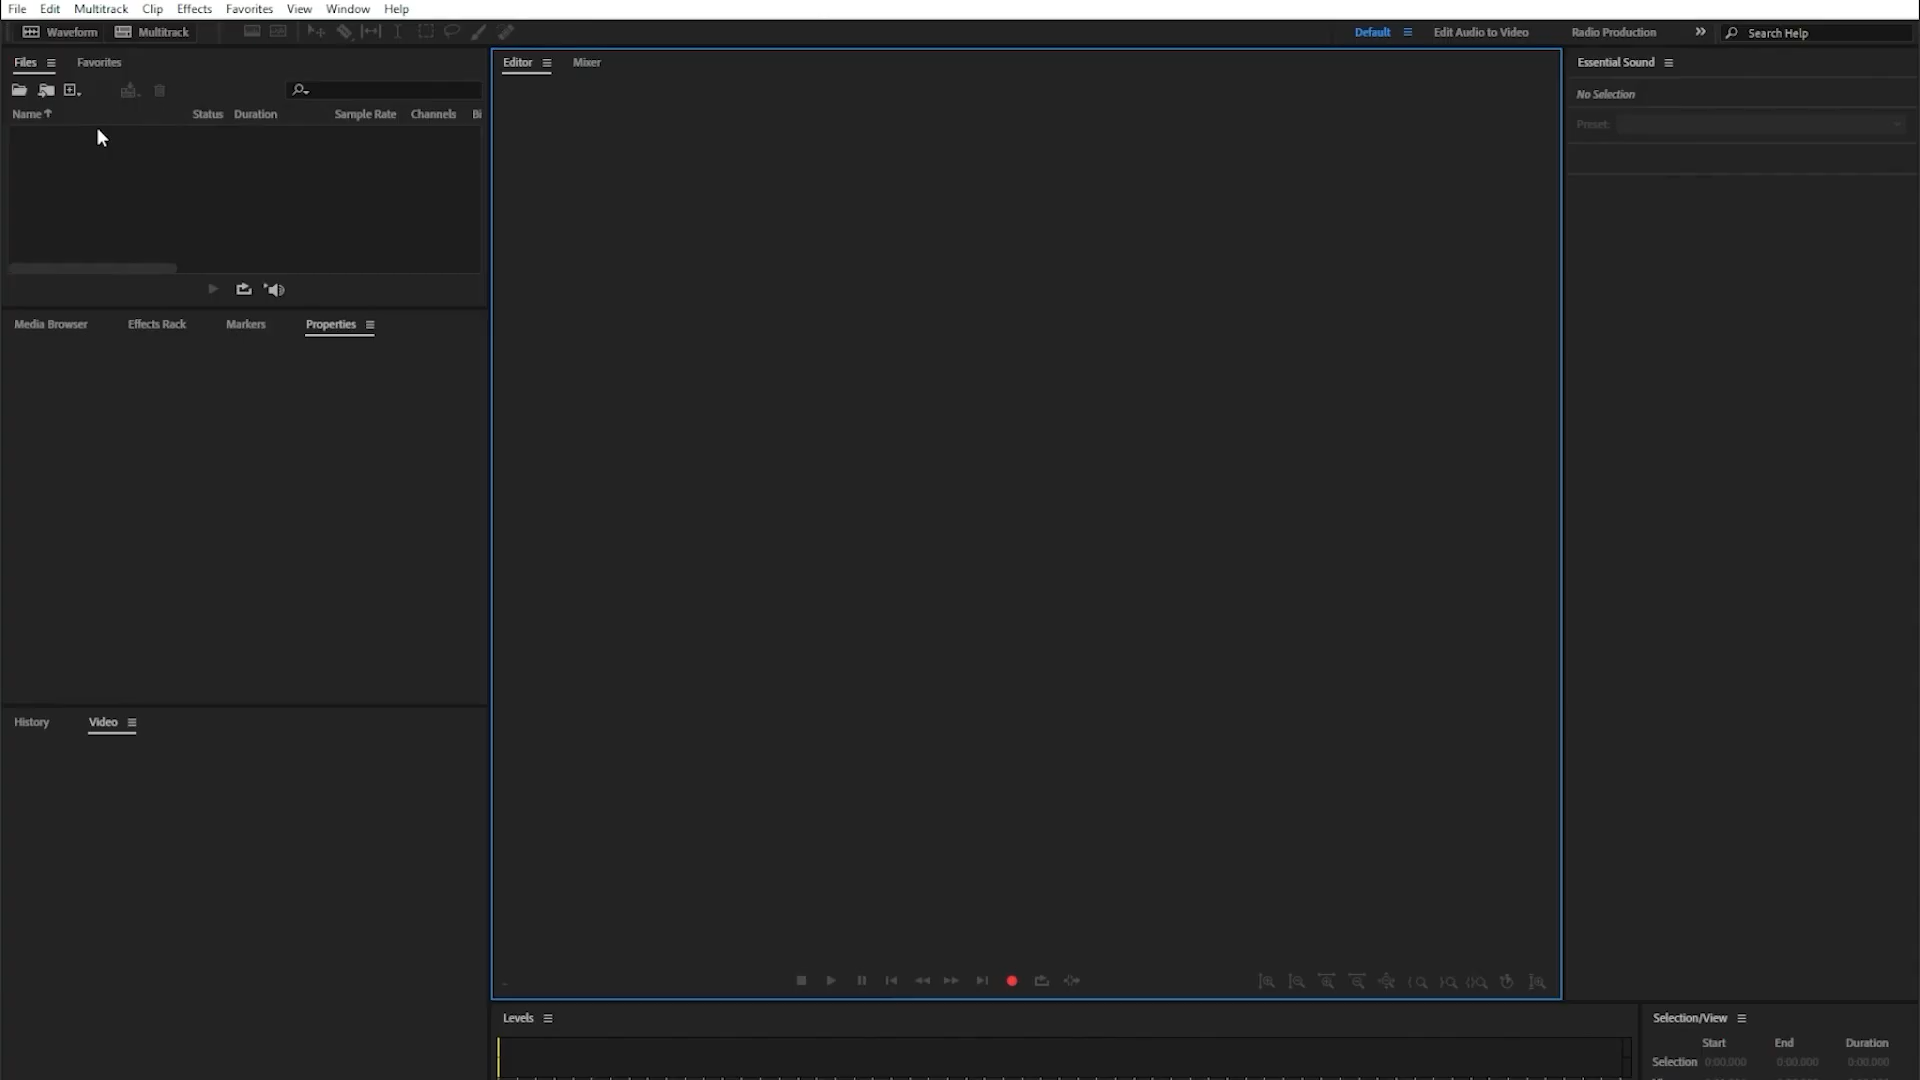 File Edit Multitrack Clip Effects Favorites View Window Help
Waveform Multitrack Default Edit Audio to Video Radio Production Search Help
Files Favorites Editor Mixer Essential Sound
No Selection
Name Status Duration Sample Rate Channels Bi
Preset:
Media Browser Effects Rack Markers Properties
History Video
Levels Selection/View
Start End Duration
Selection 0:00.000 0:00.000 0:00.000